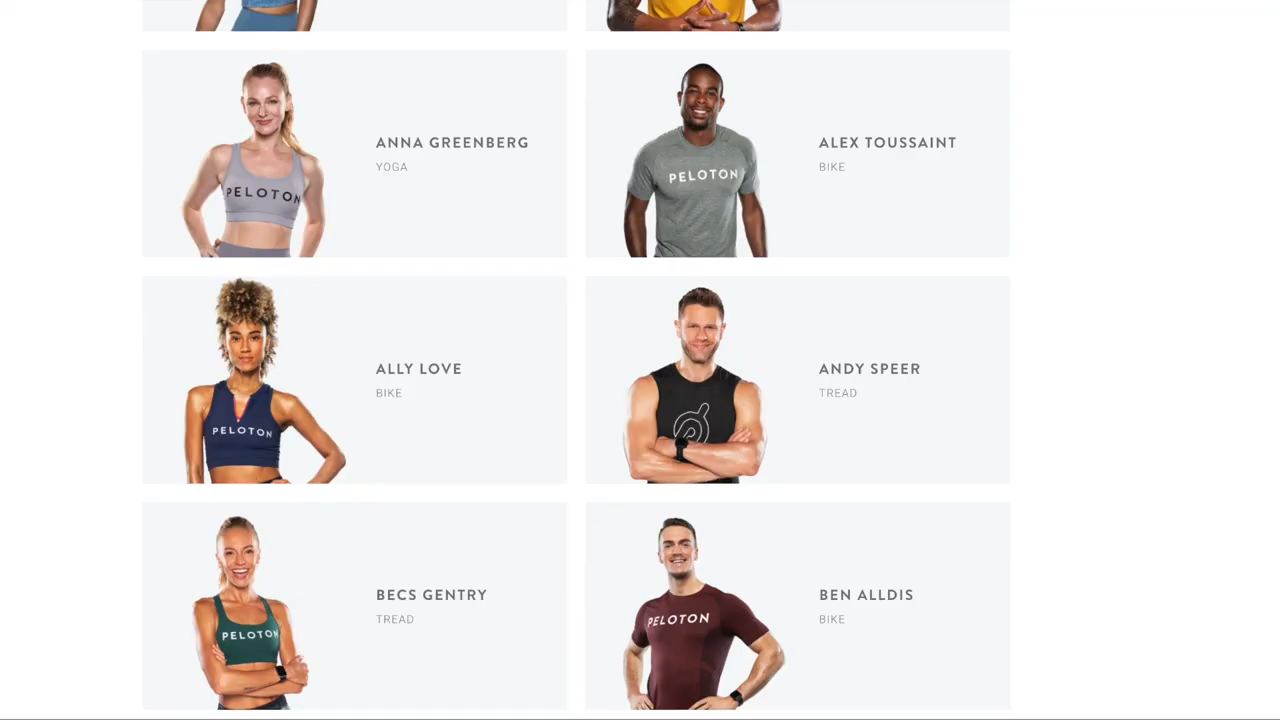 ANNA GREENBERG
YOGA
PELOTON
ALEX TOUSSAINT
BIKE
PELOTON
ALLY LOVE
BIKE
PELOTON
ANDY SPEER
TREAD
BECS GENTRY
TREAD
PELOTON
BEN ALLDIS
BIKE
PELOTON